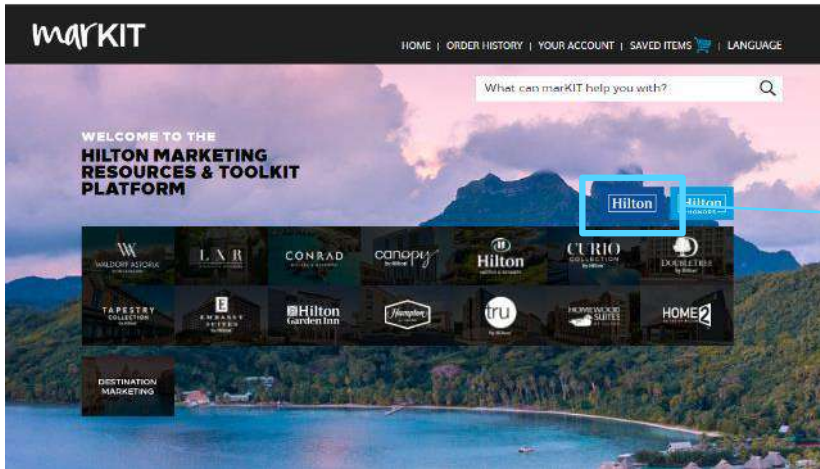 marKIT
HOME | ORDER HISTORY | YOUR ACCOUNT | SAVED ITEMS | LANGUAGE
What can marKIT help you with?
WELCOME TO THE
HILTON MARKETING
RESOURCES & TOOLKIT
PLATFORM
Hilton
Hilton
HONORS
WALDORF ASTORIA
LXR
CONRAD
canopy
by Hilton
Hilton
HOTELS & RESORTS
CURIO
COLLECTION
by Hilton
DOUBLETREE
by Hilton
TAPESTRY
COLLECTION
by Hilton
E
EMBASSY
SUITES
by Hilton
Hilton
Garden Inn
Hampton
tru
by Hilton
HOMEWOOD
SUITES
HOME2
DESTINATION
MARKETING